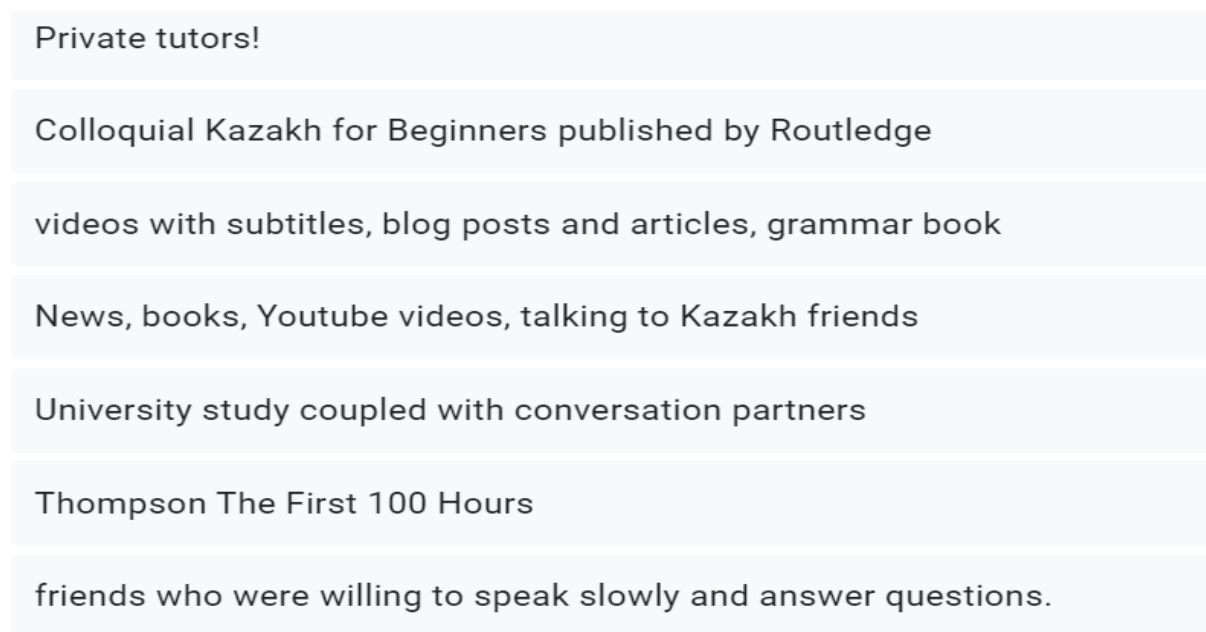 Private tutors!
Colloquial Kazakh for Beginners published by Routledge
videos with subtitles, blog posts and articles, grammar book
News, books, Youtube videos, talking to Kazakh friends
University study coupled with conversation partners
Thompson The First 100 Hours
friends who were willing to speak slowly and answer questions.